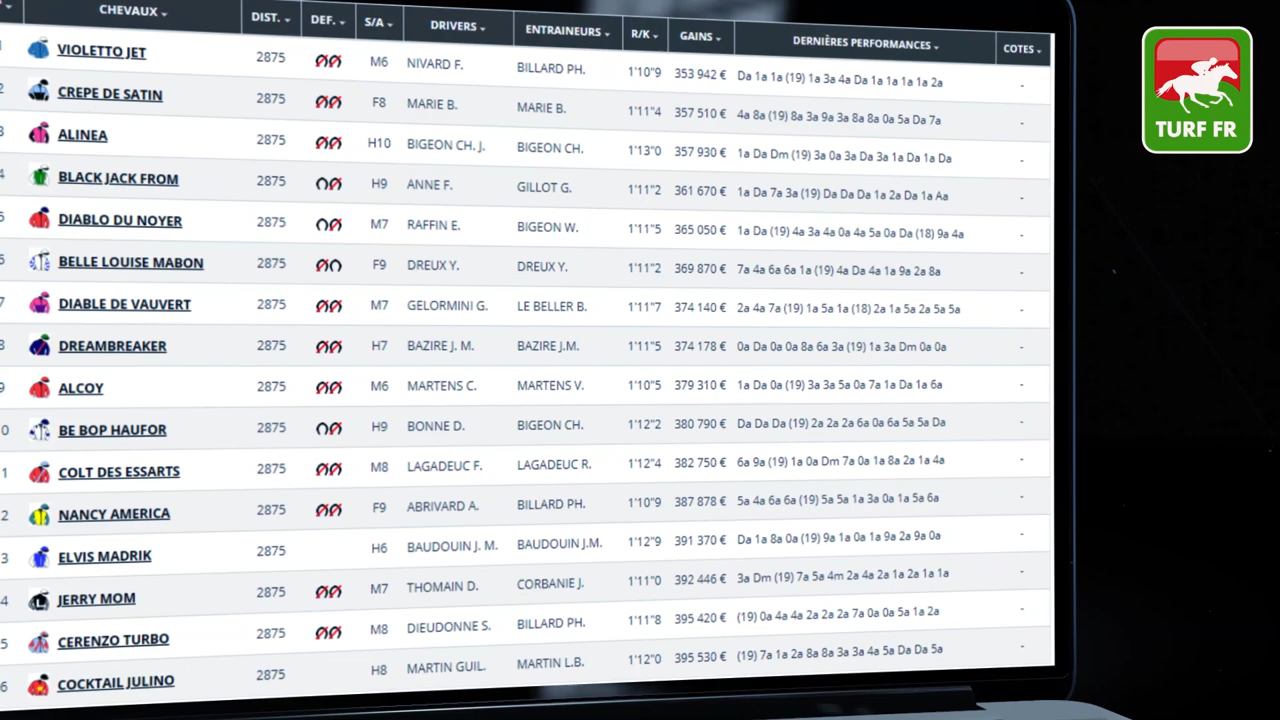 CHEVAUX DIST. DEF. S/A DRIVERS ENTRAINEURS R/K GAINS DERNIÈRES PERFORMANCES COTES
VIOLETTO JET 2875 M6 NIVARD F. BILLARD PH. 1'10"9 353 942 € Da 1a 1a (19) 1a 3a 4a Da 1a 1a 1a 1a 2a -
2 CREPE DE SATIN 2875 F8 MARIE B. MARIE B. 1'11"4 357 510 € 4a 8a (19) 8a 3a 9a 3a 8a 8a 0a 5a Da 7a -
3 ALINEA 2875 H10 BIGEON CH. J. BIGEON CH. 1'13"0 357 930 € 1a Da Dm (19) 3a 0a 3a Da 3a 1a Da 1a Da -
4 BLACK JACK FROM 2875 H9 ANNE F. GILLOT G. 1'11"2 361 670 € 1a Da 7a 3a (19) Da Da Da 1a 2a Da 1a Aa -
5 DIABLO DU NOYER 2875 M7 RAFFIN E. BIGEON W. 1'11"5 365 050 € 1a Da (19) 4a 3a 4a 0a 4a 5a 0a Da (18) 9a 4a -
6 BELLE LOUISE MABON 2875 F9 DREUX Y. DREUX Y. 1'11"2 369 870 € 7a 4a 6a 6a 1a (19) 4a Da 4a 1a 9a 2a 8a -
7 DIABLE DE VAUVERT 2875 M7 GELORMINI G. LE BELLER B. 1'11"7 374 140 € 2a 4a 7a (19) 1a 5a 1a (18) 2a 1a 5a 2a 5a 5a -
8 DREAMBREAKER 2875 H7 BAZIRE J. M. BAZIRE J.M. 1'11"5 374 178 € 0a Da 0a 0a 8a 6a 3a (19) 1a 3a Dm 0a 0a -
9 ALCOY 2875 M6 MARTENS C. MARTENS V. 1'10"5 379 310 € 1a Da 0a (19) 3a 3a 5a 0a 7a 1a Da 1a 6a -
0 BE BOP HAUFOR 2875 H9 BONNE D. BIGEON CH. 1'12"2 380 790 € Da Da Da (19) 2a 2a 2a 6a 0a 6a 5a 5a Da -
1 COLT DES ESSARTS 2875 M8 LAGADEUC F. LAGADEUC R. 1'12"4 382 750 € 6a 9a (19) 1a 0a Dm 7a 0a 1a 8a 2a 1a 4a -
2 NANCY AMERICA 2875 F9 ABRIVARD A. BILLARD PH. 1'10"9 387 878 € 5a 4a 6a 6a (19) 5a 5a 1a 3a 0a 1a 5a 6a -
3 ELVIS MADRIK 2875 H6 BAUDOUIN J. M. BAUDOUIN J.M. 1'12"9 391 370 € Da 1a 8a 0a (19) 9a 1a 0a 1a 9a 2a 9a 0a -
4 JERRY MOM 2875 M7 THOMAIN D. CORBANIE J. 1'11"0 392 446 € 3a Dm (19) 7a 5a 4m 2a 4a 2a 1a 2a 1a 1a -
5 CERENZO TURBO 2875 M8 DIEUDONNE S. BILLARD PH. 1'11"8 395 420 € (19) 0a 4a 4a 2a 2a 2a 7a 0a 0a 5a 1a 2a -
6 COCKTAIL JULINO 2875 H8 MARTIN GUIL. MARTIN L.B. 1'12"0 395 530 € (19) 7a 1a 2a 8a 8a 3a 3a 4a 5a Da Da 5a -
TURF FR